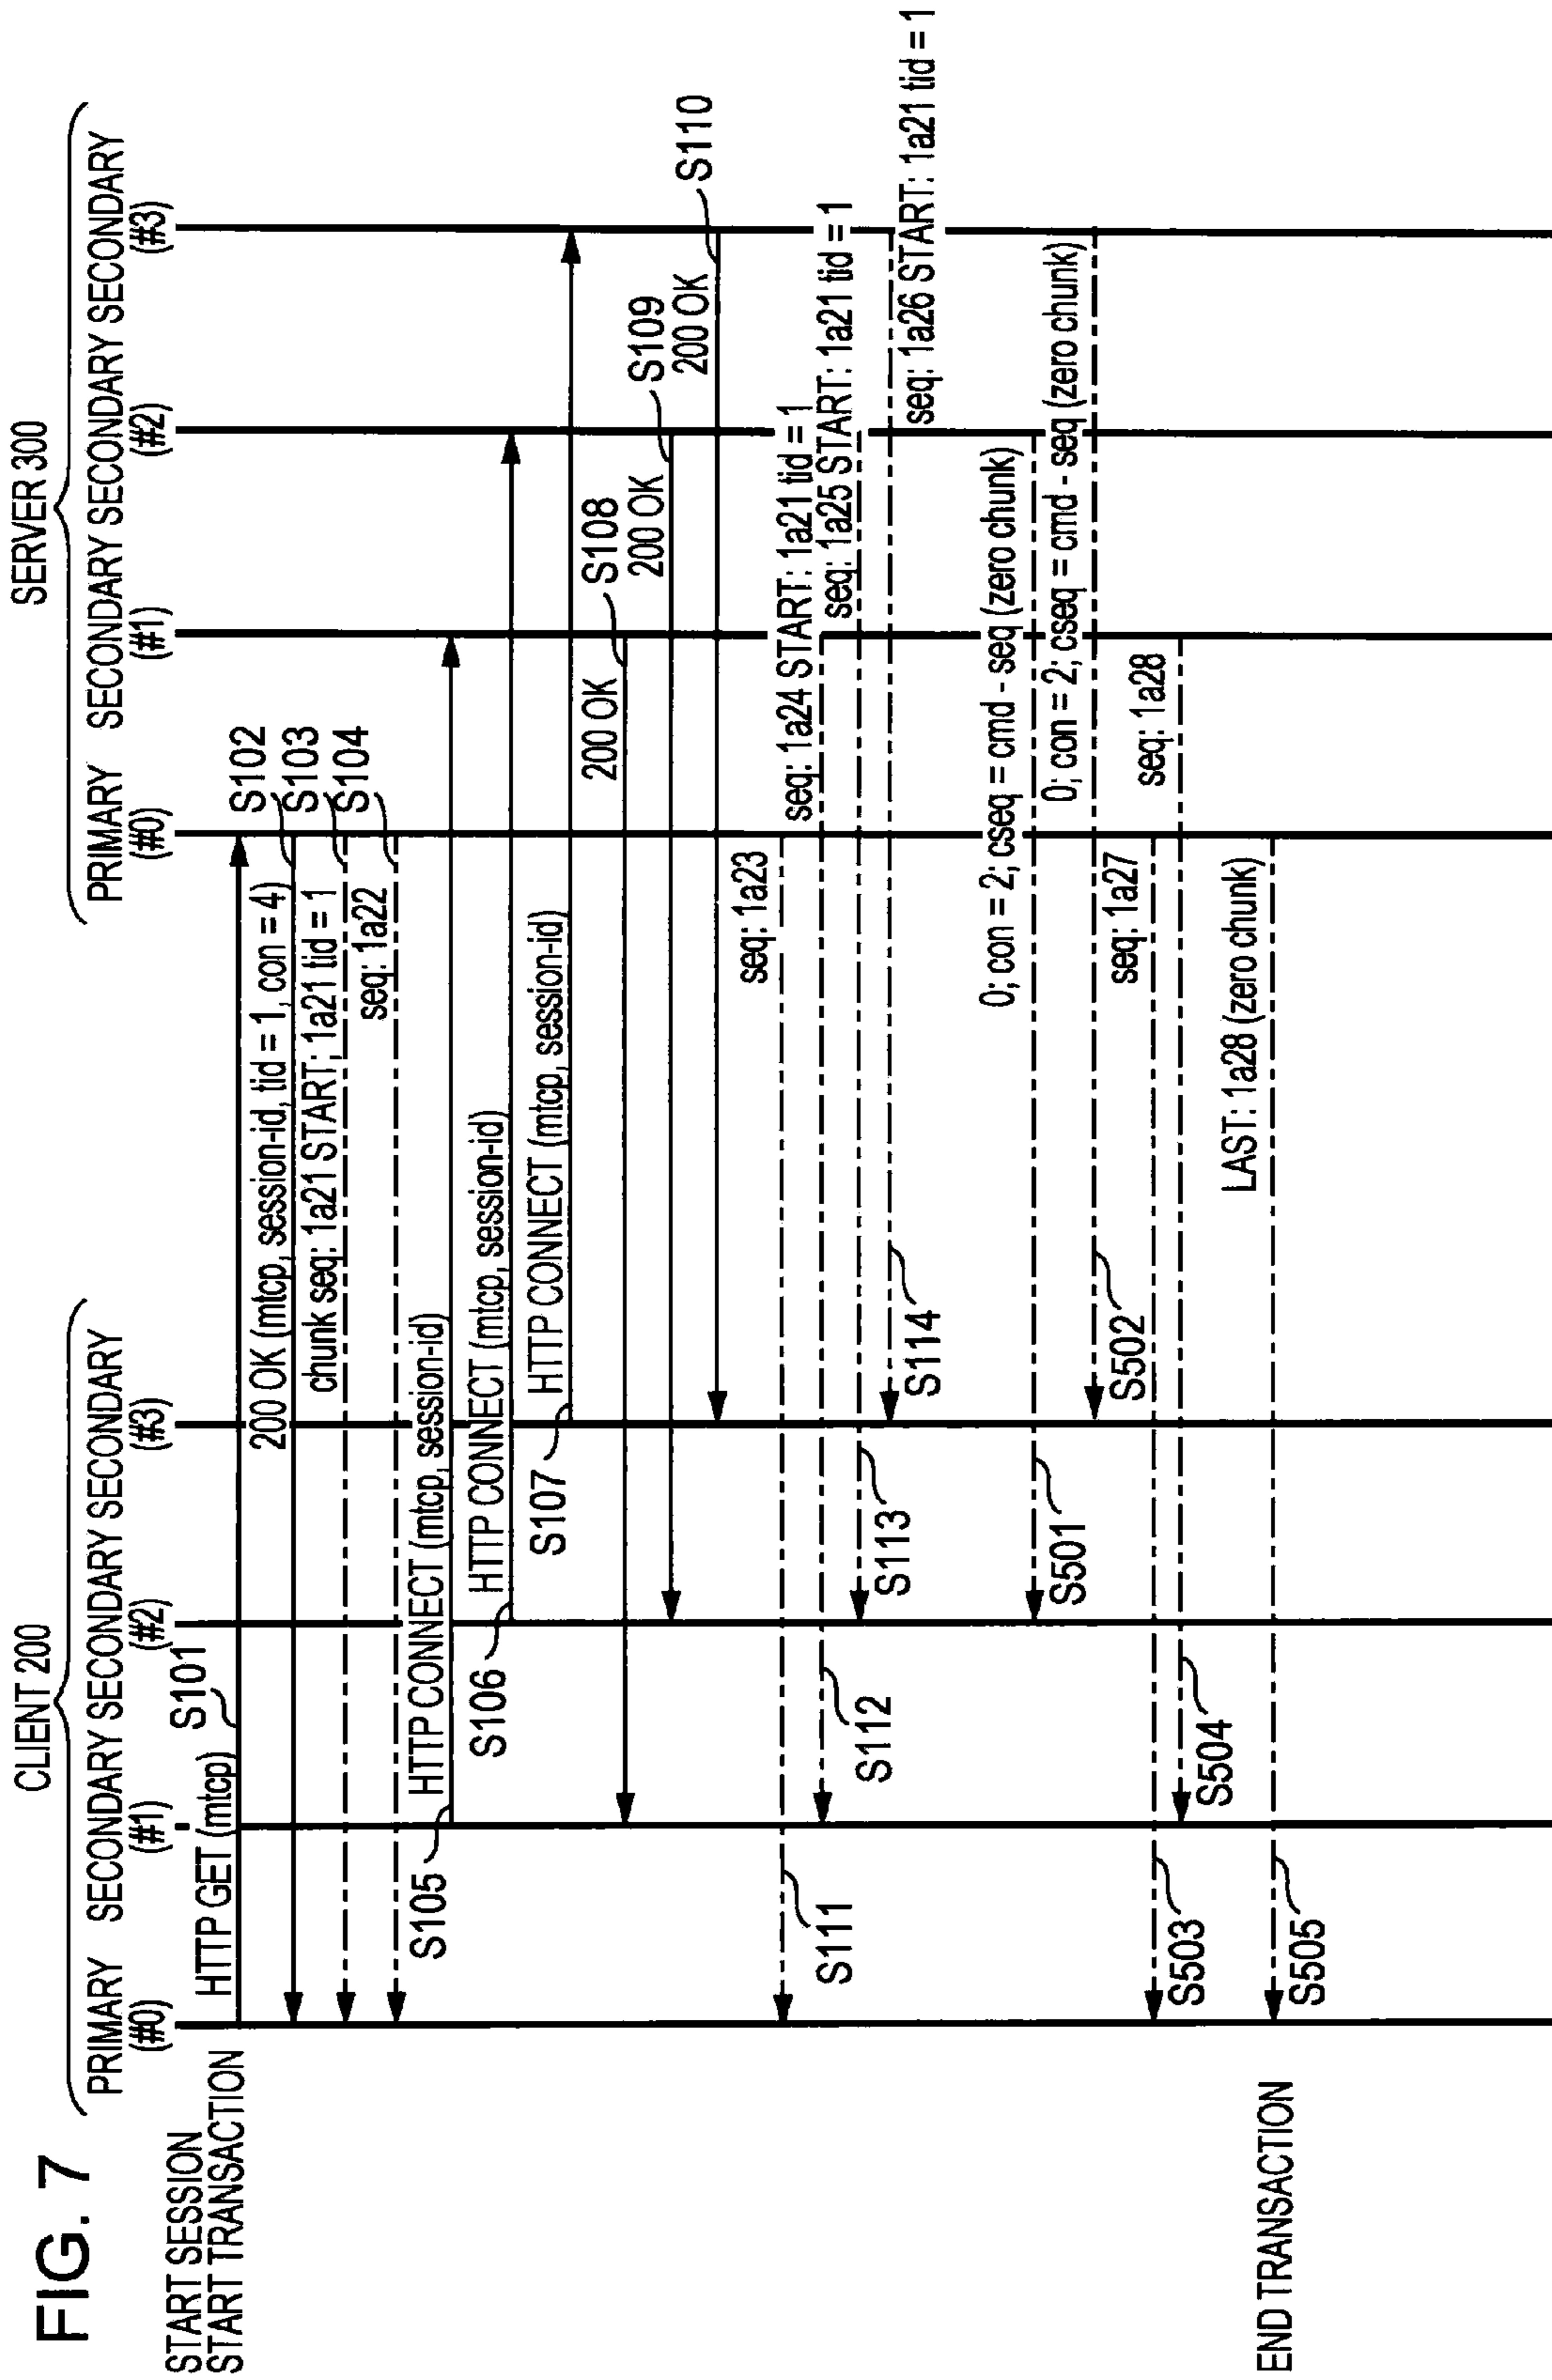 FIG. 7
CLIENT 200
SERVER 300
PRIMARY SECONDARY SECONDARY SECONDARY
(#0) (#1) (#2) (#3)
PRIMARY SECONDARY SECONDARY SECONDARY
(#0) (#1) (#2) (#3)
START SESSION
START TRANSACTION
HTTP GET (mtcp)
S101
200 OK (mtcp, session-id, tid = 1, con = 4)
S102
chunk seq: 1a21 START; 1a21 tid = 1
S103
seq: 1a22
S104
S105
HTTP CONNECT (mtcp, session-id)
S106
HTTP CONNECT (mtcp, session-id)
S107
HTTP CONNECT (mtcp, session-id)
200 OK
S108
200 OK
S109
200 OK
S110
seq: 1a23
S111
seq: 1a24 START: 1a21 tid = 1
S112
seq: 1a25 START: 1a21 tid = 1
S113
seq: 1a26 START: 1a21 tid = 1
S114
0; con = 2; cseq = cmd - seq (zero chunk)
S501
0; con = 2; cseq = cmd - seq (zero chunk)
S502
seq: 1a27
S503
seq: 1a28
S504
LAST: 1a28 (zero chunk)
S505
END TRANSACTION